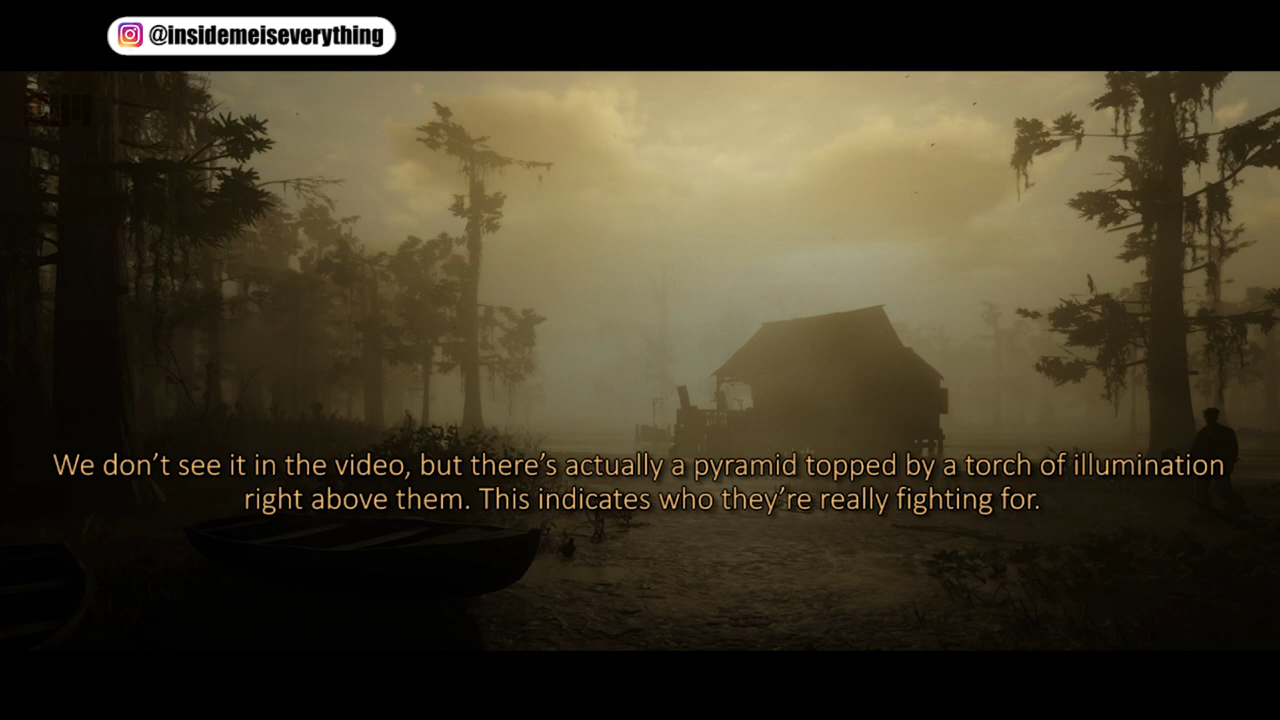 @insidemeiseverything
We don't see it in the video, but there's actually a pyramid topped by a torch of illumination
right above them. This indicates who they're really fighting for.